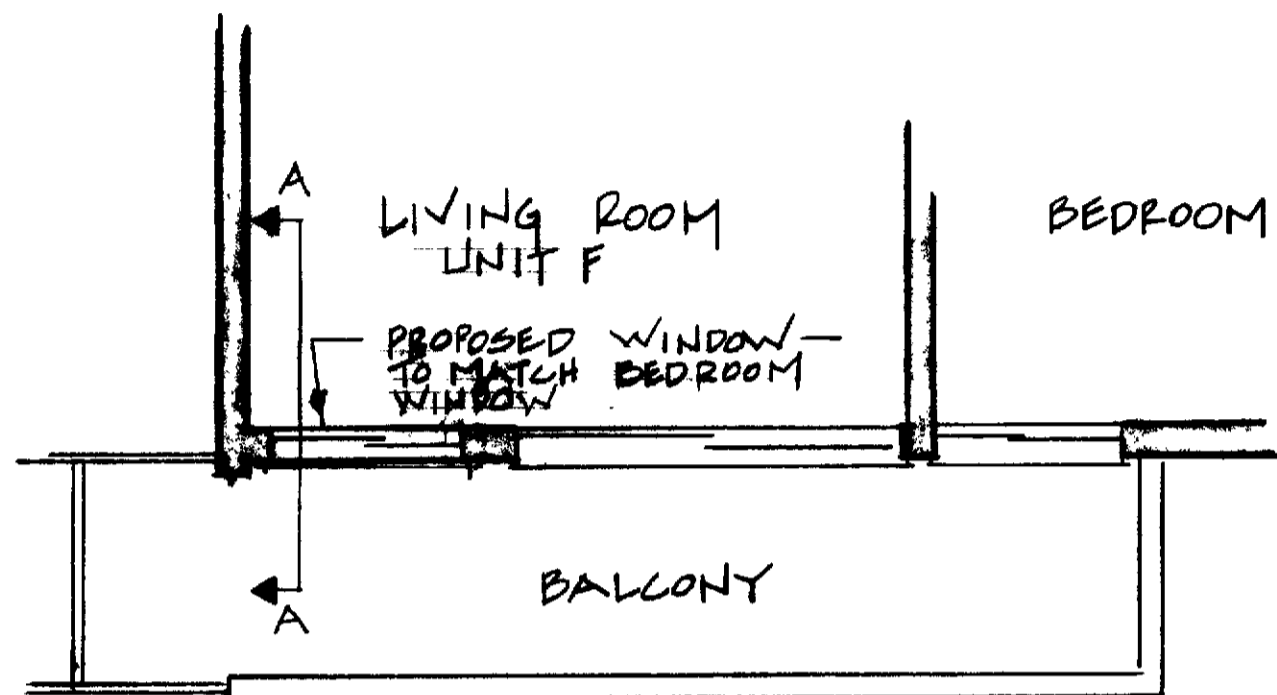 A
LIVING ROOM
UNIT F
BEDROOM
PROPOSED WINDOW—
TO MATCH BEDROOM
WINDOW
BALCONY
A